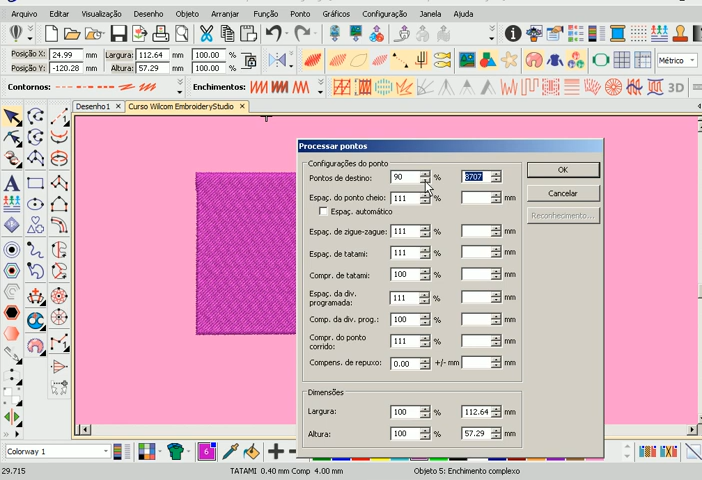 Arquivo Editar Visualização Desenho Objeto Arranjar Função Ponto Gráficos Configuração Janela Ajuda
Posição X: 24.99 mm Largura: 112.64 mm 100.00 %
Posição Y: -120.28 mm Altura: 57.29 mm 100.00 %
Métrico
Contornos: Enchimentos: 3D
Desenho1 Curso Wilcom EmbroideryStudio
Processar pontos
Configurações do ponto
Pontos de destino: 90 % 8707
Espaç. do ponto cheio: 111 % mm
Espaç. automático
Espaç. de zigue-zague: 111 % mm
Espaç. de tatami: 111 % mm
Compr. de tatami: 100 % mm
Espaç. da div. programada: 111 % mm
Comp. da div. prog.: 100 % mm
Compr. do ponto corrido: 111 % mm
Compens. de repuxo: 0.00 +/- mm mm
Dimensões
Largura: 100 % 112.64 mm
Altura: 100 % 57.29 mm
OK
Cancelar
Reconhecimento...
Colorway 1 6
29.715 TATAMI 0.40 mm Comp 4.00 mm Objeto 5: Enchimento complexo